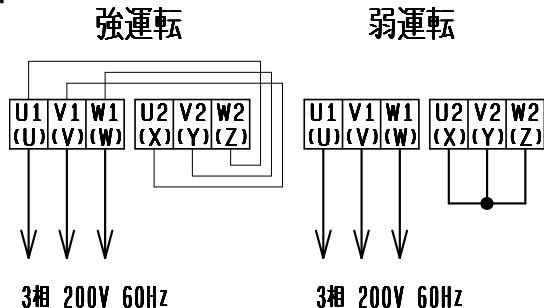 強運転 弱運転
U1 V1 W1 U2 V2 W2 U1 V1 W1 U2 V2 W2
(U) (V) (W) (X) (Y) (Z) (U) (V) (W) (X) (Y) (Z)
3相 200V 60Hz 3相 200V 60Hz